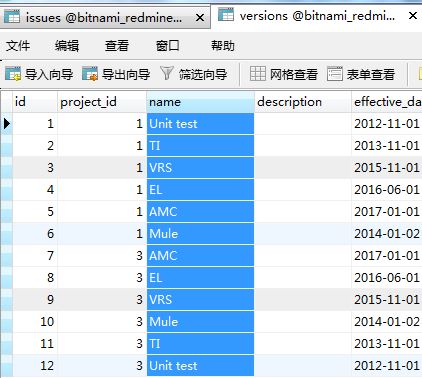 issues @bitnami_redmine... versions @bitnami_redmi...
文件 编辑 查看 窗口 帮助
导入向导 导出向导 筛选向导 网格查看 表单查看
id project_id name description effective_da
1 1 Unit test 2012-11-01
2 1 TI 2013-11-01
3 1 VRS 2015-11-01
4 1 EL 2016-06-01
5 1 AMC 2017-01-01
6 1 Mule 2014-01-02
7 3 AMC 2017-01-01
8 3 EL 2016-06-01
9 3 VRS 2015-11-01
10 3 Mule 2014-01-02
11 3 TI 2013-11-01
12 3 Unit test 2012-11-01